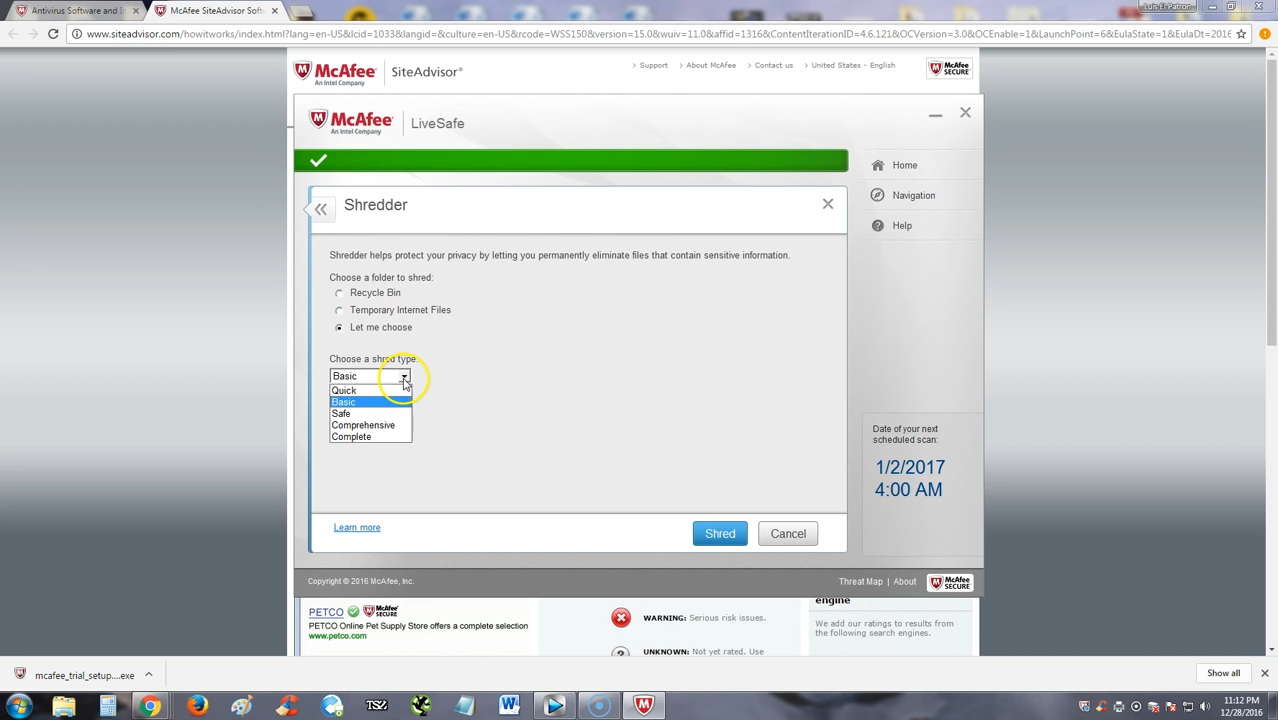 Antivirus Software and In
McAfee SiteAdvisor Softw
Luis El Patron
www.siteadvisor.com/howitworks/index.html?lang=en-US&lcid=1033&langid=&culture=en-US&rcode=WSS150&version=15.0&wuiv=11.0&affid=1316&ContentIterationID=4.6.121&OCVersion=3.0&OCEnable=1&LaunchPoint=6&EulaState=1&EulaDt=2016
McAfee
An Intel Company
SiteAdvisor®
Support
About McAfee
Contact us
United States - English
McAfee
SECURE
McAfee
An Intel Company
LiveSafe
Home
Navigation
Help
Shredder
Shredder helps protect your privacy by letting you permanently eliminate files that contain sensitive information.
Choose a folder to shred:
Recycle Bin
Temporary Internet Files
Let me choose
Choose a shred type:
Basic
Quick
Basic
Safe
Comprehensive
Complete
Date of your next
scheduled scan:
1/2/2017
4:00 AM
Learn more
Shred
Cancel
Copyright © 2016 McAfee, Inc.
Threat Map | About
McAfee
SECURE
PETCO
McAfee
SECURE
PETCO Online Pet Supply Store offers a complete selection
www.petco.com
WARNING: Serious risk issues.
UNKNOWN: Not yet rated. Use
engine
We add our ratings to results from
the following search engines.
mcafee_trial_setup....exe
Show all
11:12 PM
12/28/2016